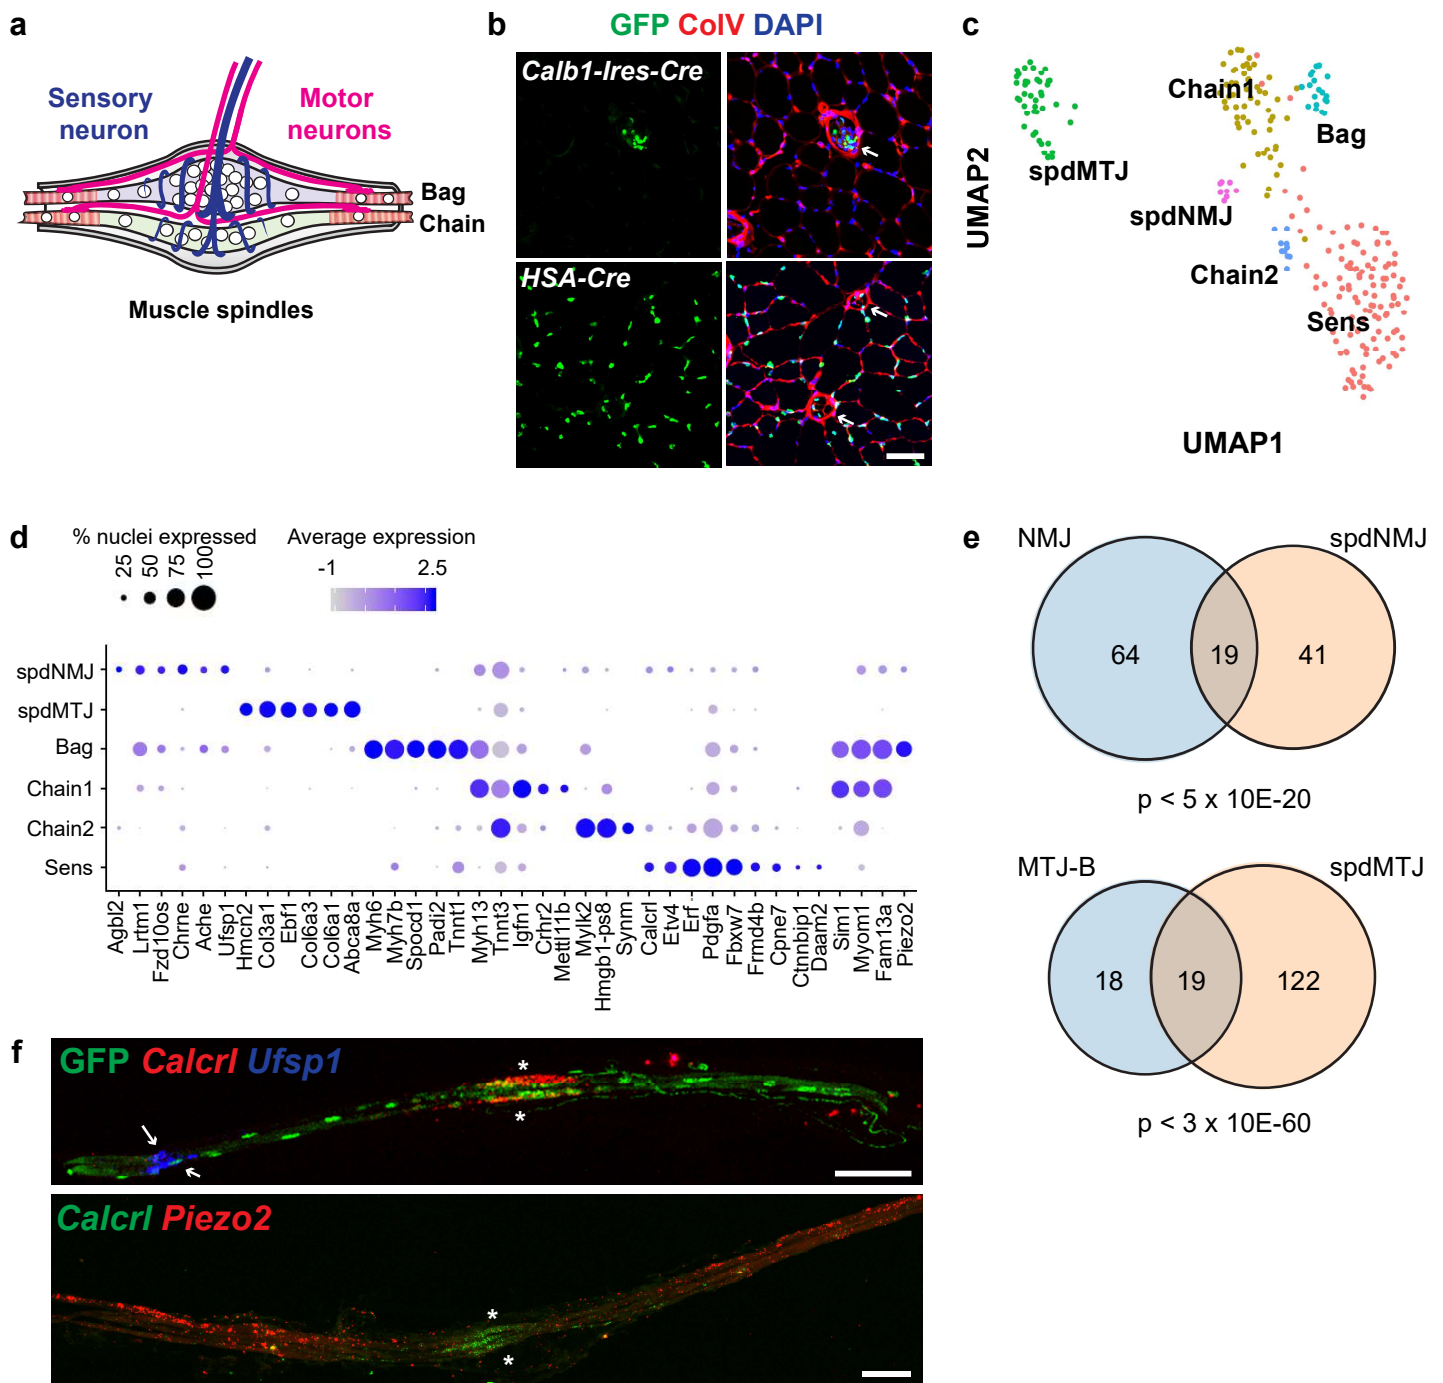 a
Sensory
neuron
Motor
neurons
Bag
Chain
Muscle spindles
b
GFP ColV DAPI
Calb1-Ires-Cre
HSA-Cre
c
Chain1
Bag
spdMTJ
spdNMJ
Chain2
Sens
UMAP2
UMAP1
d
% nuclei expressed
25
50
75
100
Average expression
-1
2.5
spdNMJ
spdMTJ
Bag
Chain1
Chain2
Sens
Agbl2
Lrtm1
Fzd10os
Chrne
Ache
Ufsp1
Hmcn2
Col3a1
Ebf1
Col6a3
Col6a1
Abca8a
Myh6
Myh7b
Spocd1
Padi2
Tnnt1
Myh13
Tnnt3
Igfn1
Crhr2
Mettl11b
Mylk2
Hmgb1-ps8
Synm
Calcrl
Etv4
Erf
Pdgfa
Fbxw7
Frmd4b
Cpne7
Ctnnbip1
Daam2
Sim1
Myom1
Fam13a
Piezo2
e
NMJ
spdNMJ
64
19
41
p < 5 x 10E-20
MTJ-B
spdMTJ
18
19
122
p < 3 x 10E-60
f
GFP Calcrl Ufsp1
*
*
Calcrl Piezo2
*
*